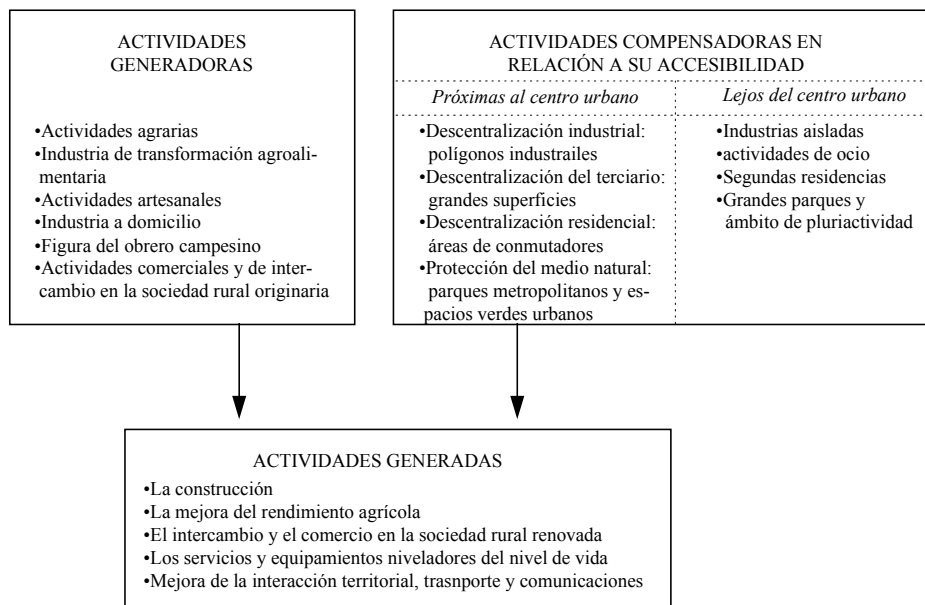 ACTIVIDADES
GENERADORAS
•Actividades agrarias
•Industria de transformación agroali-
mentaria
•Actividades artesanales
•Industria a domicilio
•Figura del obrero campesino
•Actividades comerciales y de inter-
cambio en la sociedad rural originaria
ACTIVIDADES COMPENSADORAS EN
RELACIÓN A SU ACCESIBILIDAD
Próximas al centro urbano
•Descentralización industrial:
polígonos industrailes
•Descentralización del terciario:
grandes superficies
•Descentralización residencial:
áreas de conmutadores
•Protección del medio natural:
parques metropolitanos y es-
pacios verdes urbanos
Lejos del centro urbano
•Industrias aisladas
•actividades de ocio
•Segundas residencias
•Grandes parques y
ámbito de pluriactividad
ACTIVIDADES GENERADAS
•La construcción
•La mejora del rendimiento agrícola
•El intercambio y el comercio en la sociedad rural renovada
•Los servicios y equipamientos niveladores del nivel de vida
•Mejora de la interacción territorial, trasnporte y comunicaciones